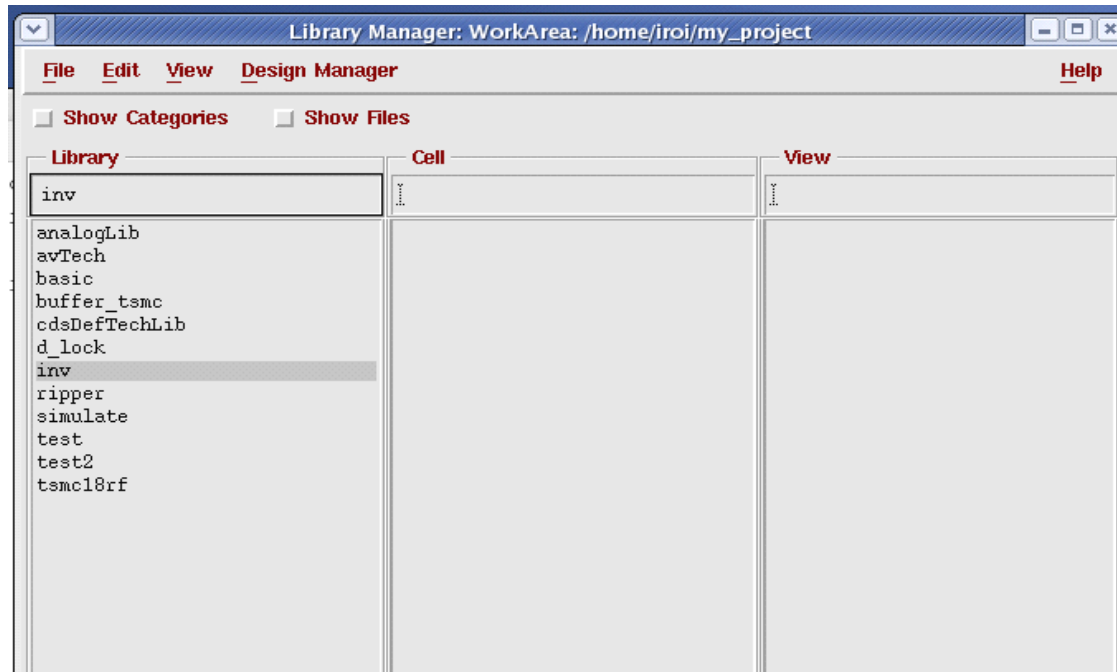 Library Manager: WorkArea: /home/iroi/my_project
File Edit View Design Manager Help
Show Categories Show Files
Library Cell View
inv
analogLib
avTech
basic
buffer_tsmc
cdsDefTechLib
d_lock
inv
ripper
simulate
test
test2
tsmc18rf